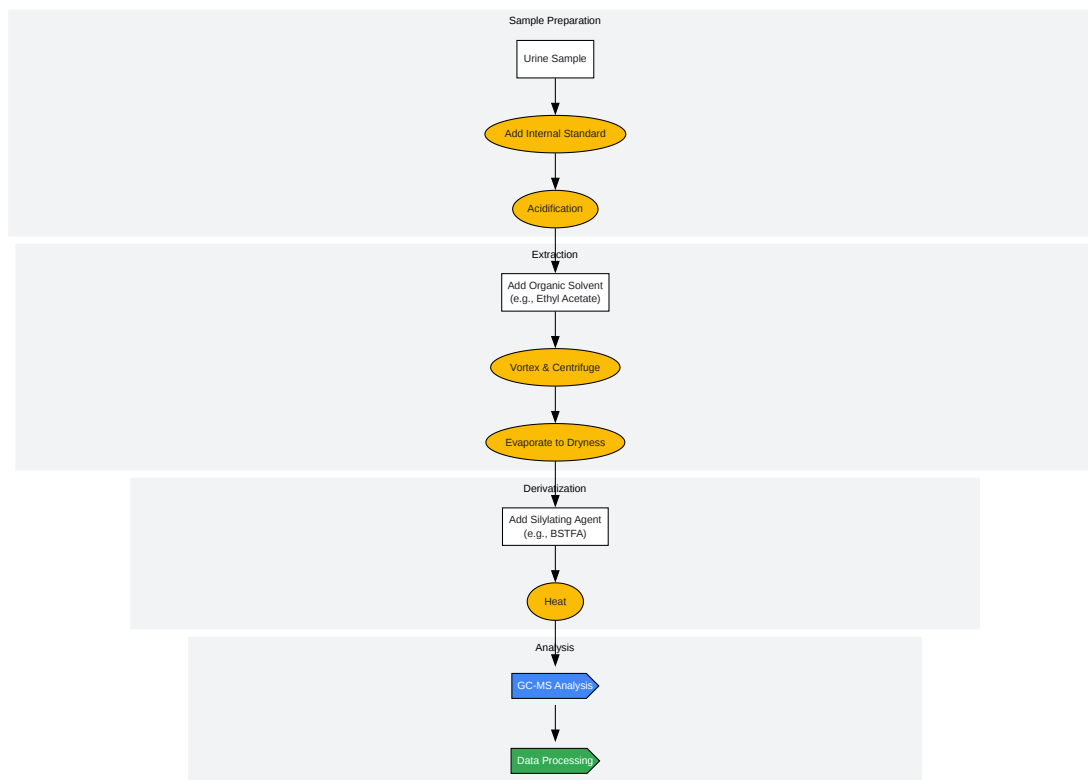 Sample Preparation
Urine Sample
Add Internal Standard
Acidification
Extraction
Add Organic Solvent
(e.g., Ethyl Acetate)
Vortex & Centrifuge
Evaporate to Dryness
Derivatization
Add Silylating Agent
(e.g., BSTFA)
Heat
Analysis
GC-MS Analysis
Data Processing